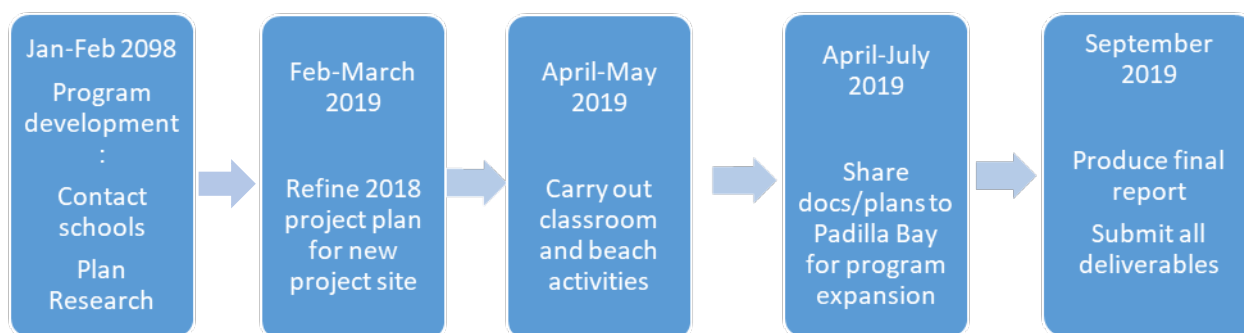 Jan-Feb 2098
Program
development
:
Contact
schools
Plan
Research
Feb-March
2019
Refine 2018
project plan
for new
project site
April-May
2019
Carry out
classroom
and beach
activities
April-July
2019
Share
docs/plans to
Padilla Bay
for program
expansion
September
2019
Produce final
report
Submit all
deliverables